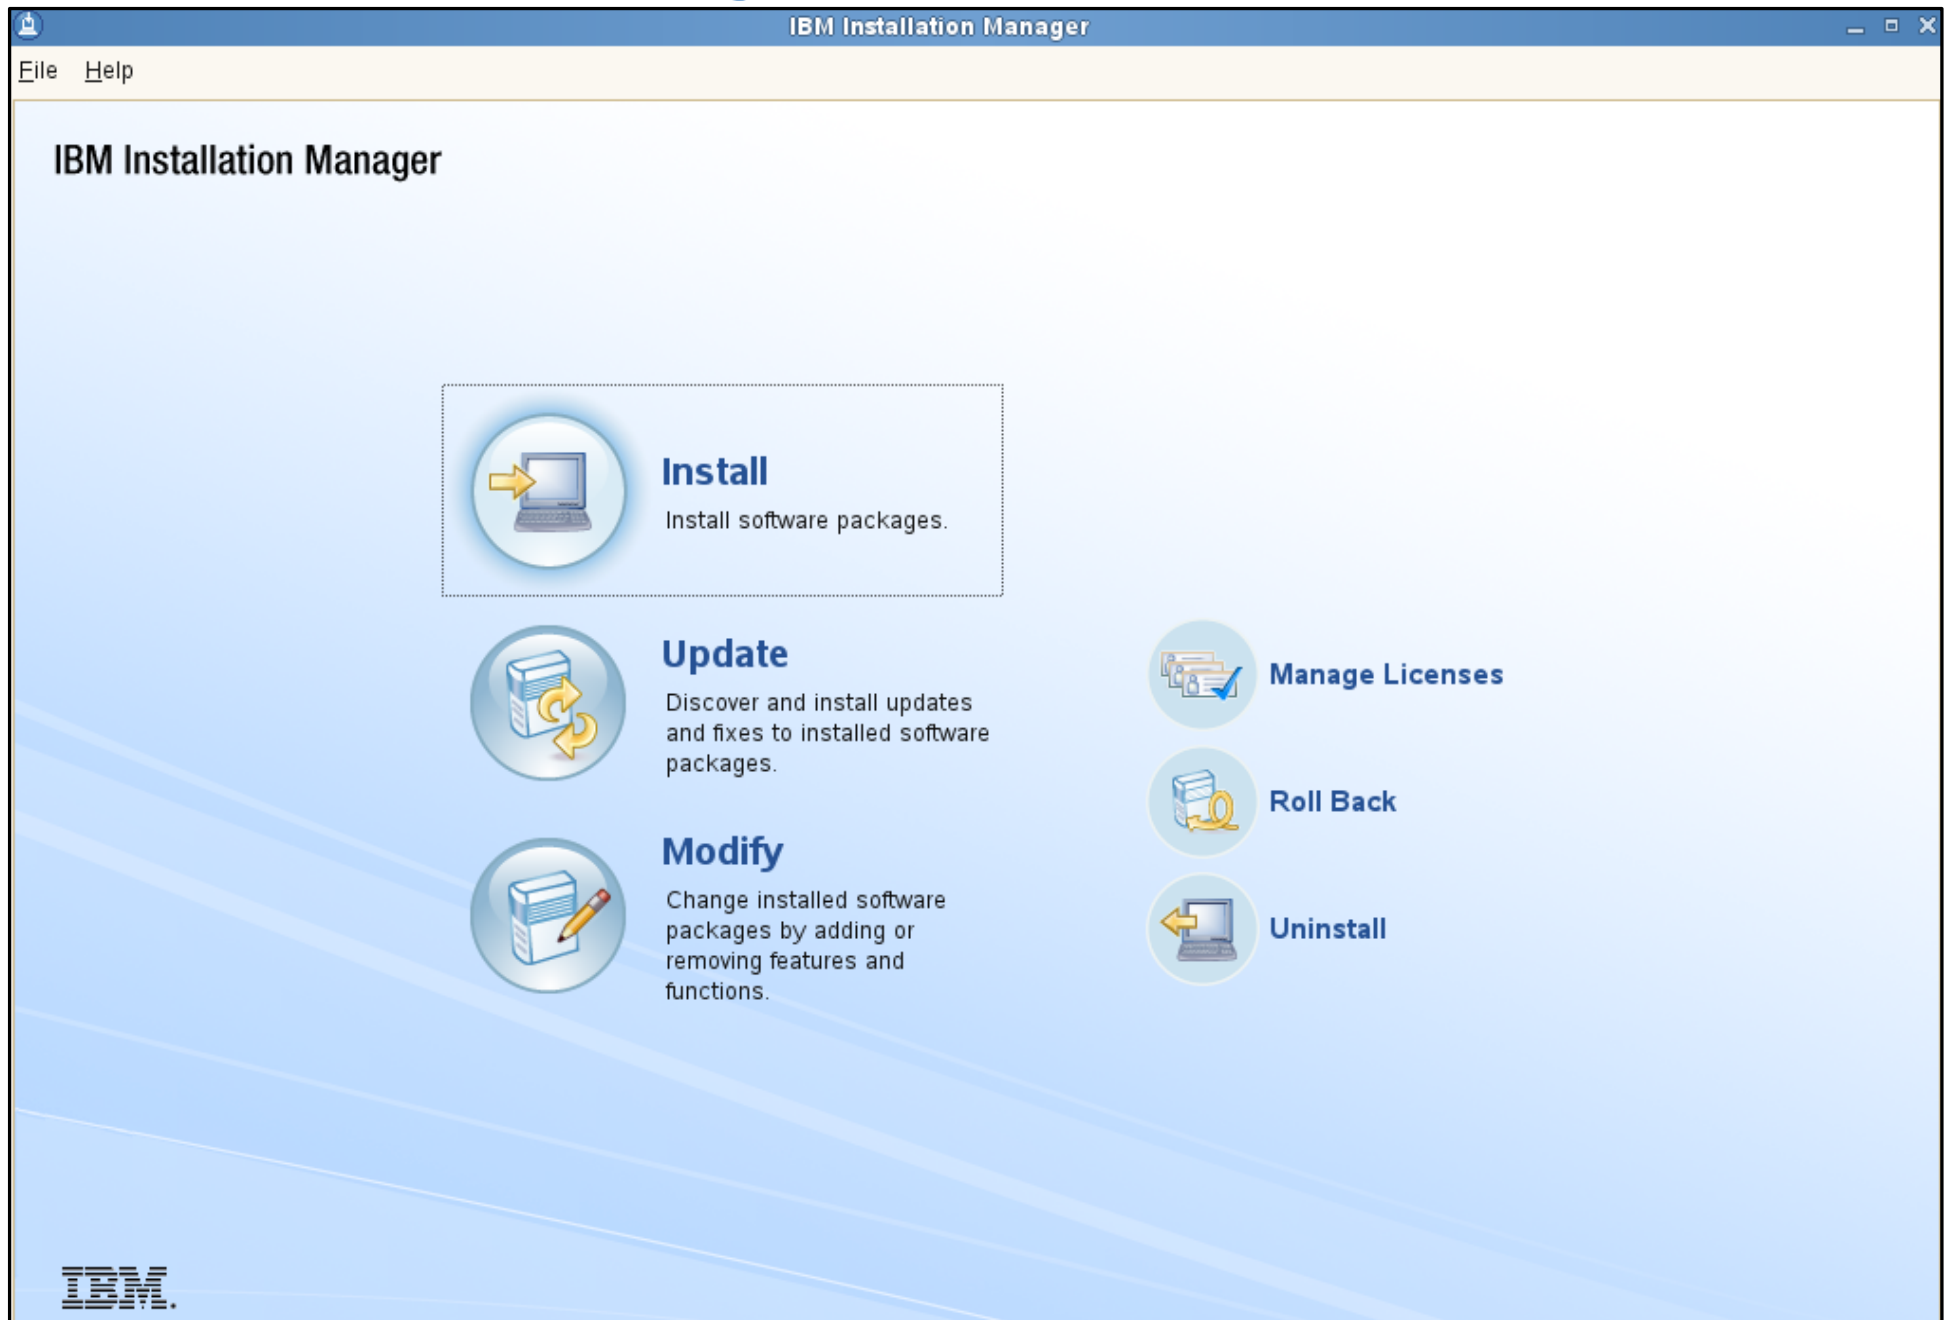 IBM Installation Manager
File Help
IBM Installation Manager
Install
Install software packages.
Update
Discover and install updates
and fixes to installed software
packages.
Modify
Change installed software
packages by adding or
removing features and
functions.
Manage Licenses
Roll Back
Uninstall
IBM.